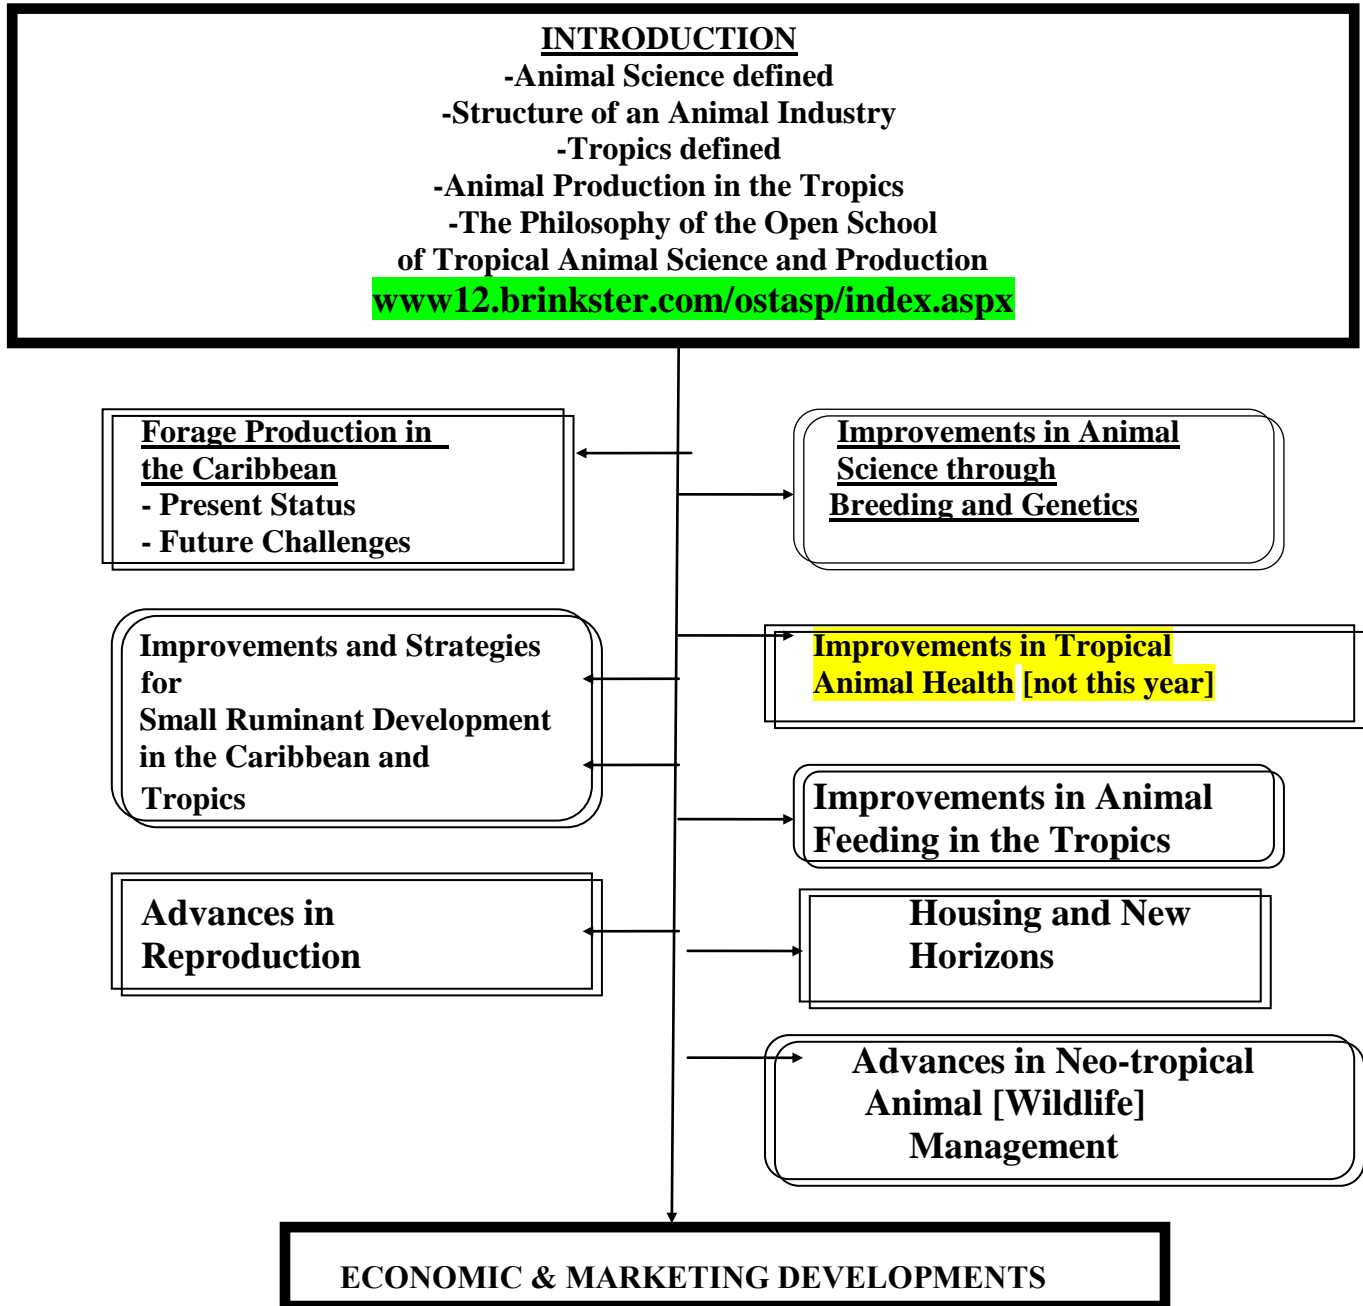 INTRODUCTION
-Animal Science defined
-Structure of an Animal Industry
-Tropics defined
-Animal Production in the Tropics
-The Philosophy of the Open School
of Tropical Animal Science and Production
www12.brinkster.com/ostasp/index.aspx
Forage Production in
the Caribbean
- Present Status
- Future Challenges
Improvements in Animal
Science through
Breeding and Genetics
Improvements and Strategies
for
Small Ruminant Development
in the Caribbean and
Tropics
Improvements in Tropical
Animal Health [not this year]
Improvements in Animal
Feeding in the Tropics
Advances in
Reproduction
Housing and New
Horizons
Advances in Neo-tropical
Animal [Wildlife]
Management
ECONOMIC & MARKETING DEVELOPMENTS